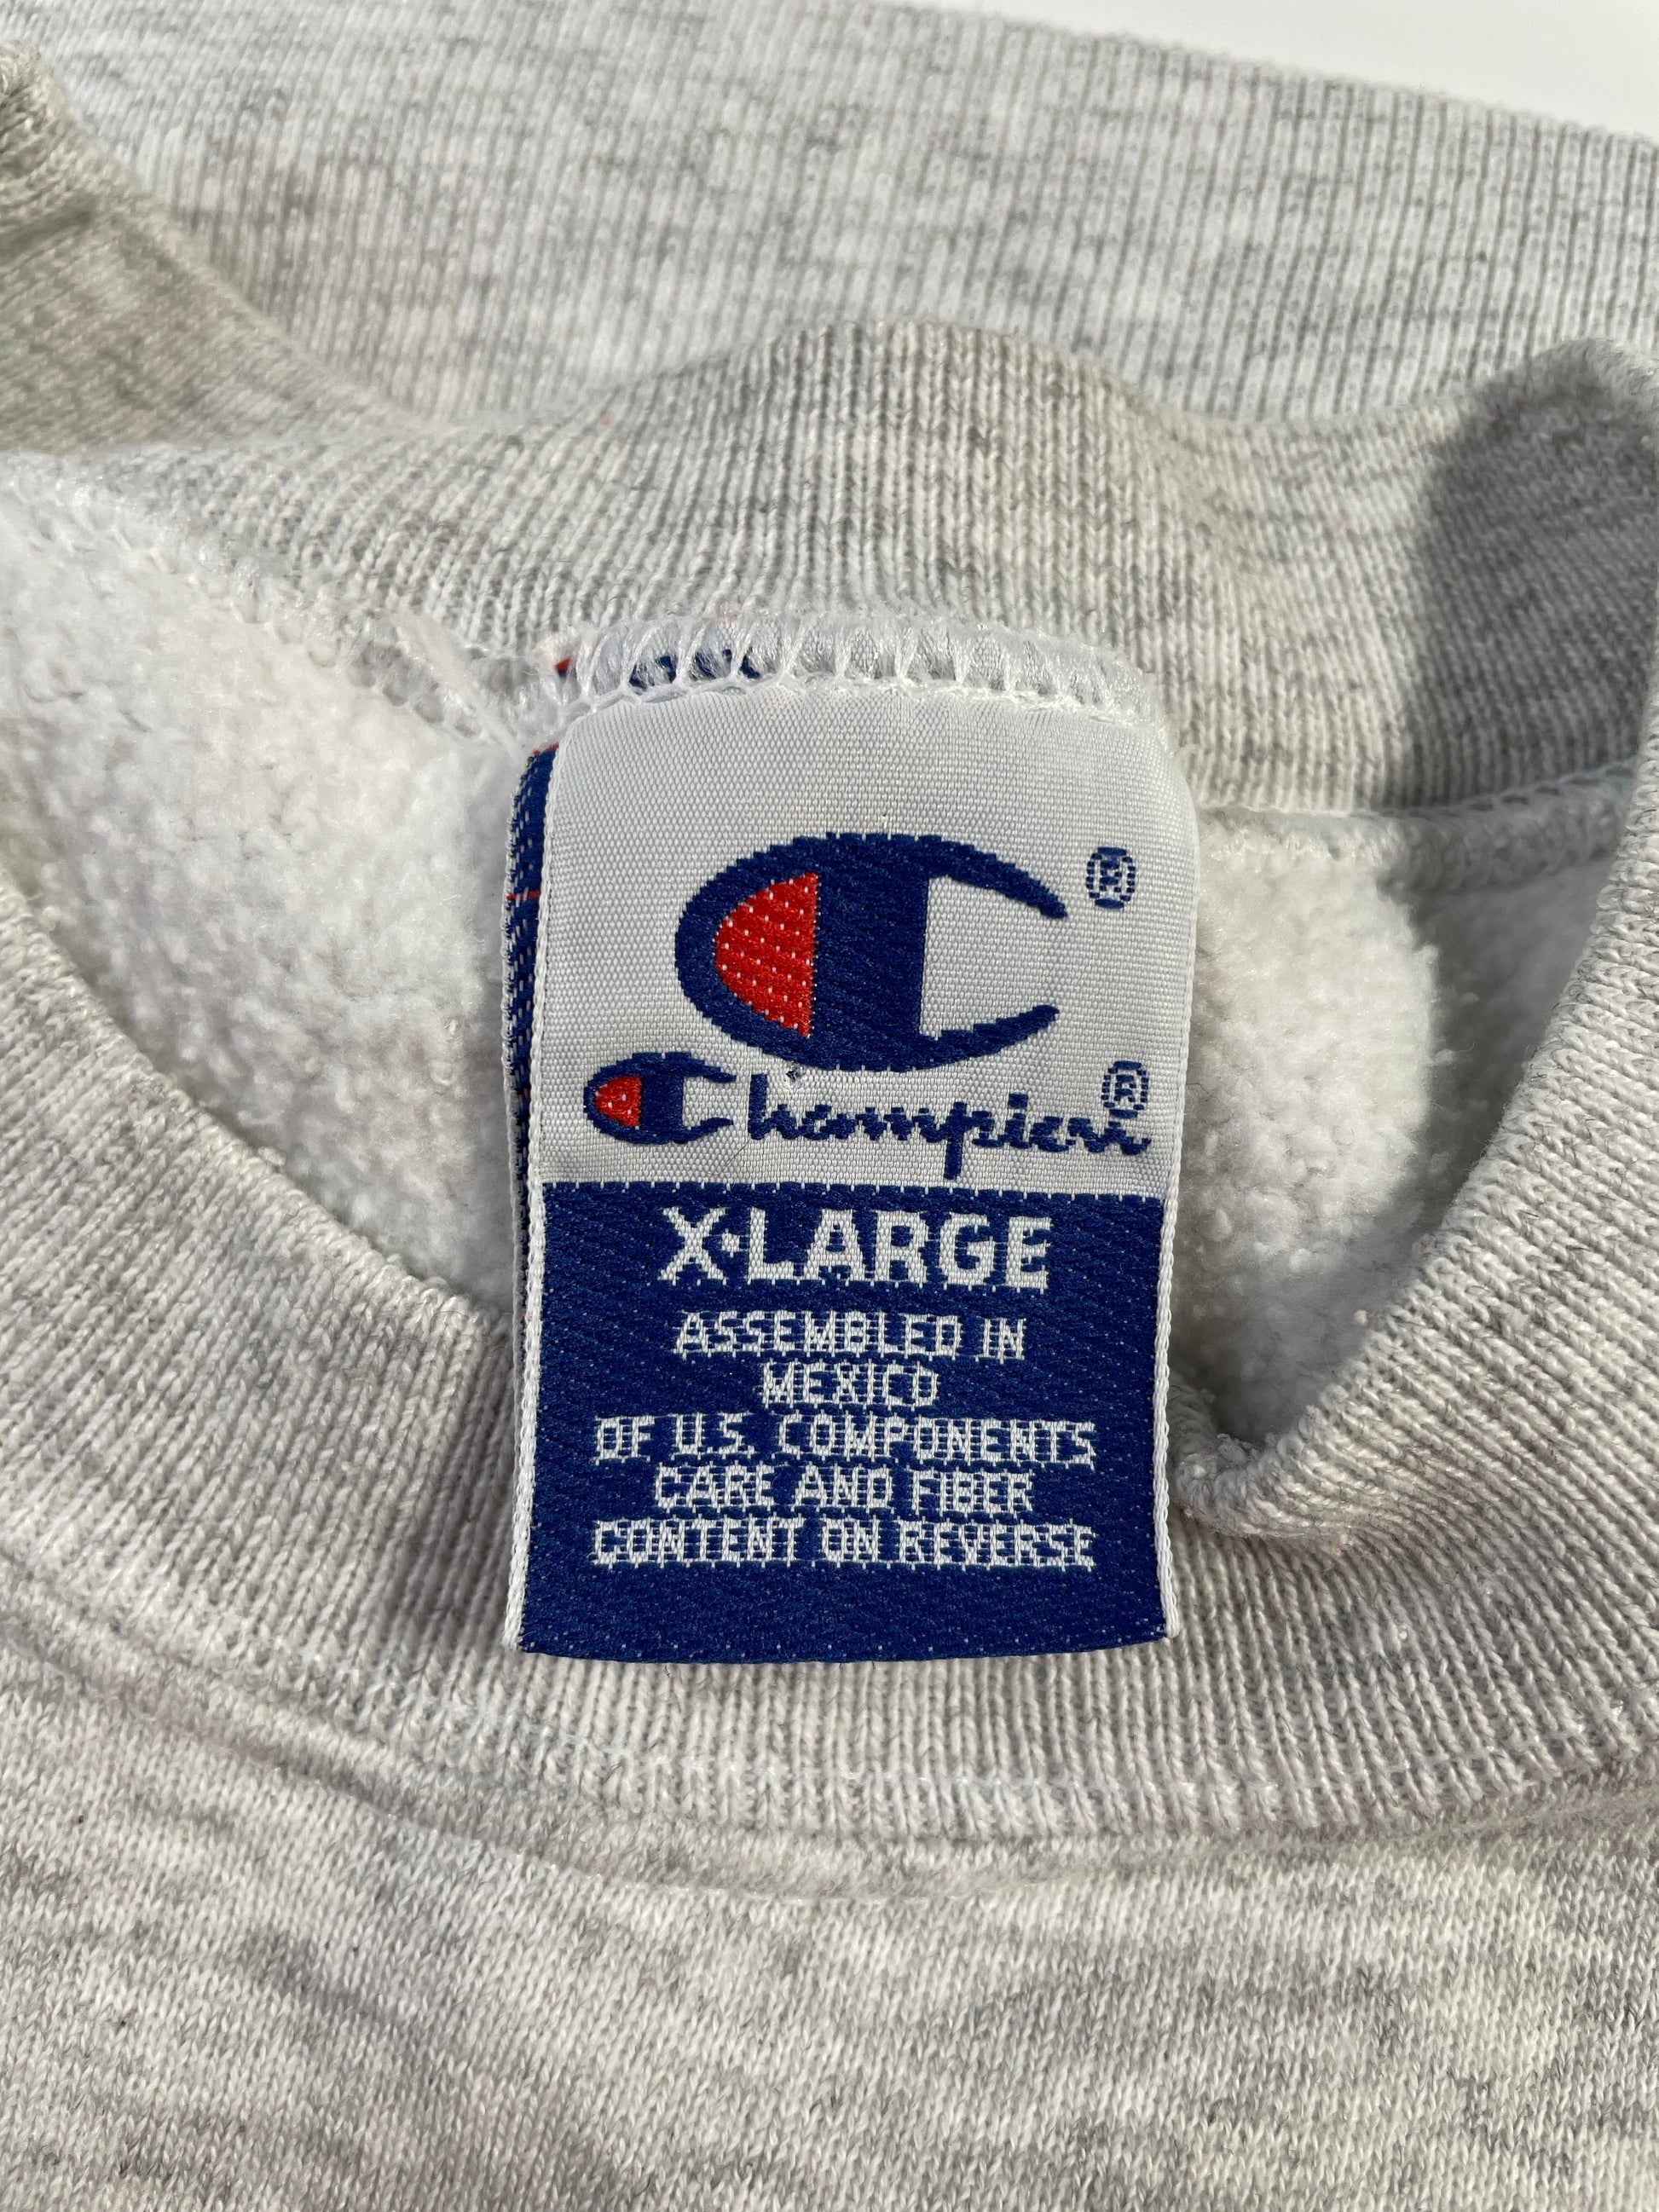 C®
Champion®
X-LARGE
ASSEMBLED IN
MEXICO
OF U.S. COMPONENTS
CARE AND FIBER
CONTENT ON REVERSE